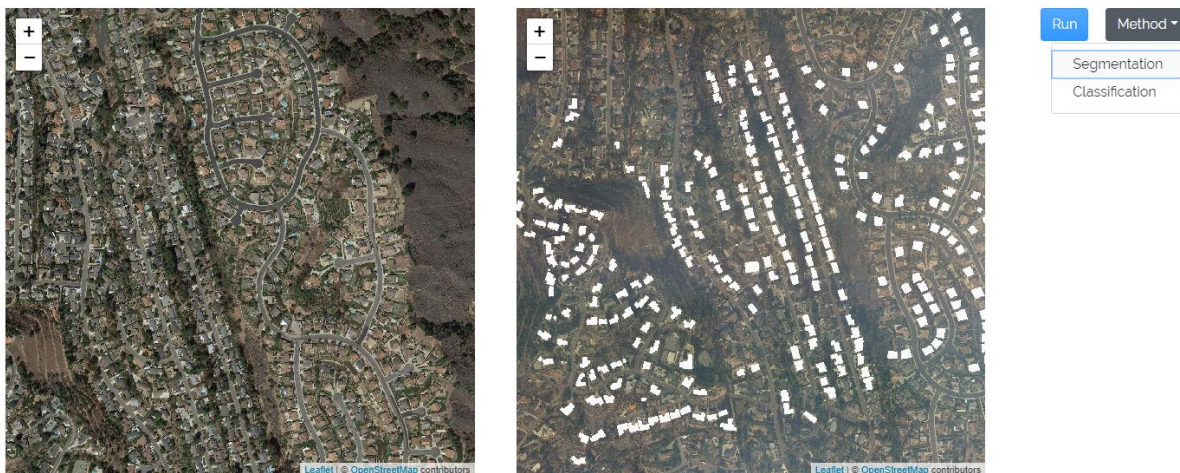 +
−
Leaflet | © OpenStreetMap contributors
+
−
Leaflet | © OpenStreetMap contributors
Run
Method
Segmentation
Classification